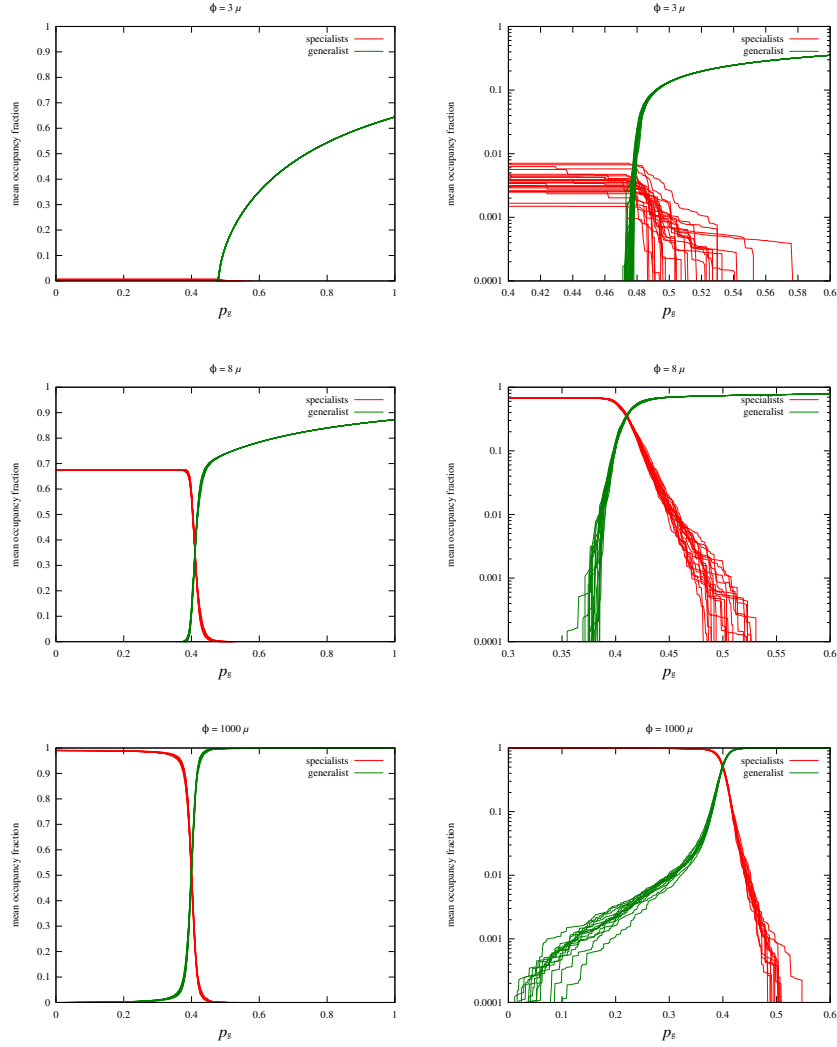 ϕ = 3 μ
specialists
generalist
mean occupancy fraction
0
0.1
0.2
0.3
0.4
0.5
0.6
0.7
0.8
0.9
1
0 0.2 0.4 0.6 0.8 1
pg
ϕ = 3 μ
specialists
generalist
mean occupancy fraction
0.0001
0.001
0.01
0.1
1
0.4 0.42 0.44 0.46 0.48 0.5 0.52 0.54 0.56 0.58 0.6
pg
ϕ = 8 μ
specialists
generalist
mean occupancy fraction
0
0.1
0.2
0.3
0.4
0.5
0.6
0.7
0.8
0.9
1
0 0.2 0.4 0.6 0.8 1
pg
ϕ = 8 μ
specialists
generalist
mean occupancy fraction
0.0001
0.001
0.01
0.1
1
0.3 0.35 0.4 0.45 0.5 0.55 0.6
pg
ϕ = 1000 μ
specialists
generalist
mean occupancy fraction
0
0.1
0.2
0.3
0.4
0.5
0.6
0.7
0.8
0.9
1
0 0.2 0.4 0.6 0.8 1
pg
ϕ = 1000 μ
specialists
generalist
mean occupancy fraction
0.0001
0.001
0.01
0.1
1
0 0.1 0.2 0.3 0.4 0.5 0.6
pg